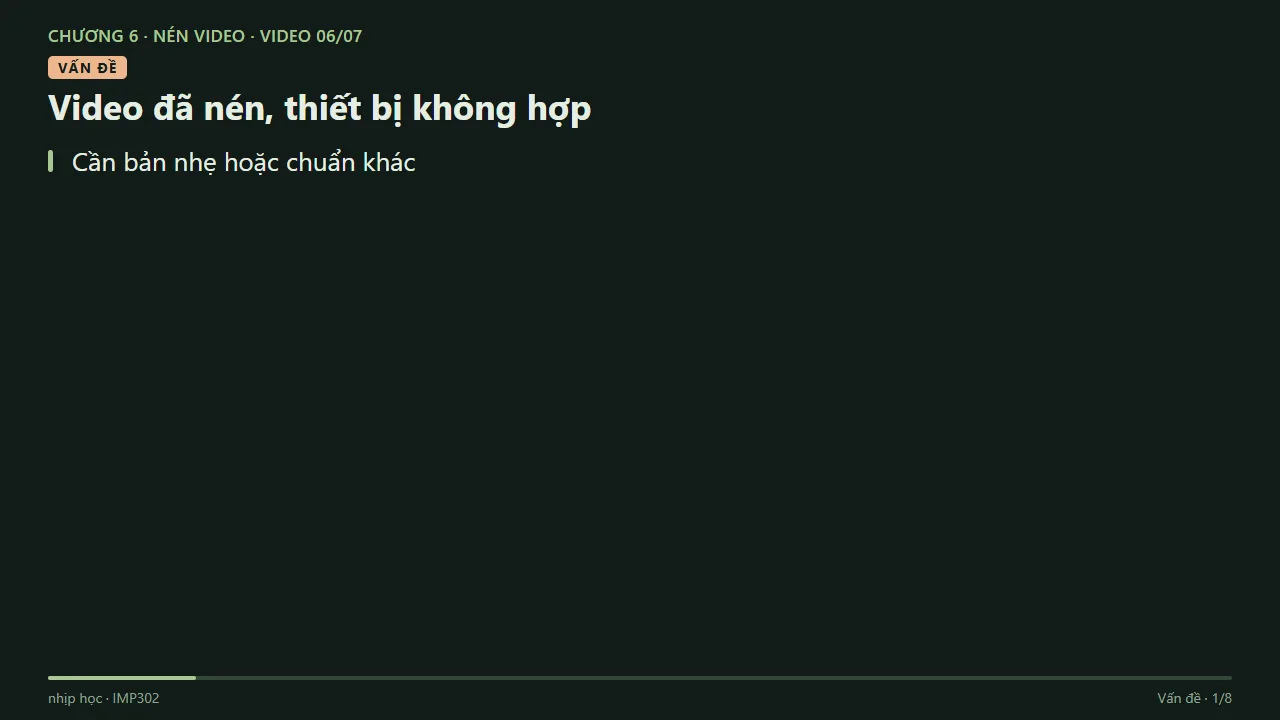 CHƯƠNG 6 · NÉN VIDEO · VIDEO 06/07
VẤN ĐỀ
Video đã nén, thiết bị không hợp
Cần bản nhẹ hoặc chuẩn khác
nhịp học · IMP302
Vấn đề · 1/8